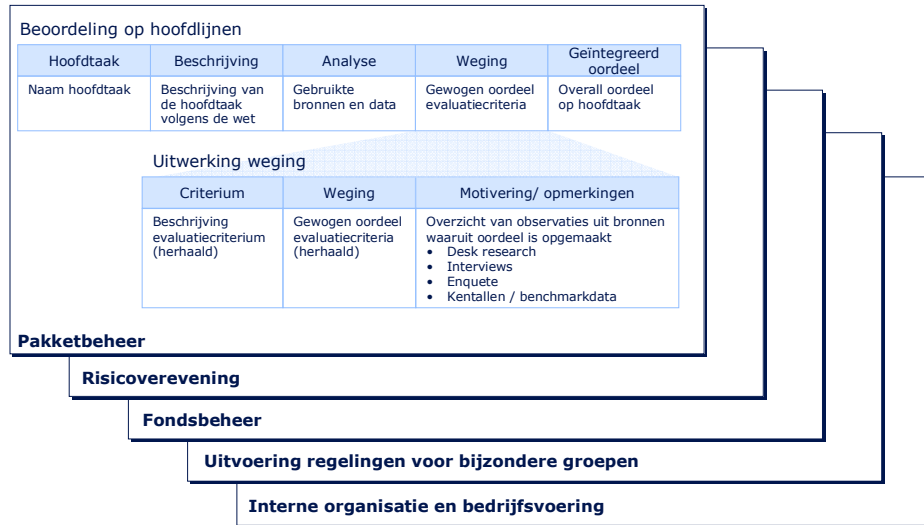 Beoordeling op hoofdlijnen
Hoofdtaak
Beschrijving
Analyse
Weging
Geïntegreerd
oordeel
Naam hoofdtaak
Beschrijving van
de hoofdtaak
volgens de wet
Gebruikte
bronnen en data
Gewogen oordeel
evaluatiecriteria
Overall oordeel
op hoofdtaak
Uitwerking weging
Criterium
Weging
Motivering/ opmerkingen
Beschrijving
evaluatiecriterium
(herhaald)
Gewogen oordeel
evaluatiecriteria
(herhaald)
Overzicht van observaties uit bronnen
waaruit oordeel is opgemaakt
• Desk research
• Interviews
• Enquete
• Kentallen / benchmarkdata
Pakketbeheer
Risicoverevening
Fondsbeheer
Uitvoering regelingen voor bijzondere groepen
Interne organisatie en bedrijfsvoering